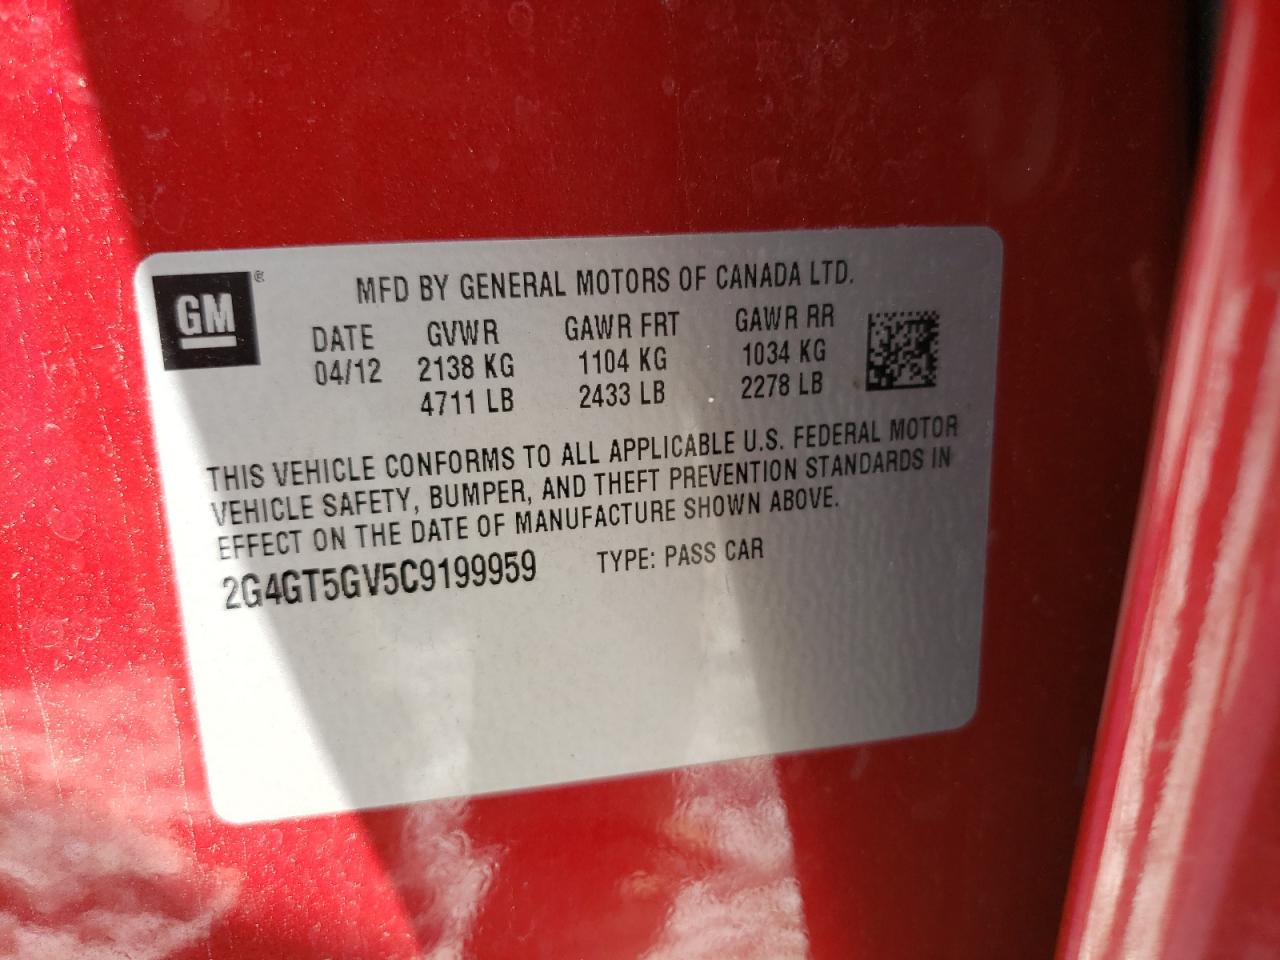 GM ®
MFD BY GENERAL MOTORS OF CANADA LTD.
DATE GVWR GAWR FRT GAWR RR
04/12 2138 KG 1104 KG 1034 KG
4711 LB 2433 LB 2278 LB
THIS VEHICLE CONFORMS TO ALL APPLICABLE U.S. FEDERAL MOTOR
VEHICLE SAFETY, BUMPER, AND THEFT PREVENTION STANDARDS IN
EFFECT ON THE DATE OF MANUFACTURE SHOWN ABOVE.
2G4GT5GV5C9199959 TYPE: PASS CAR